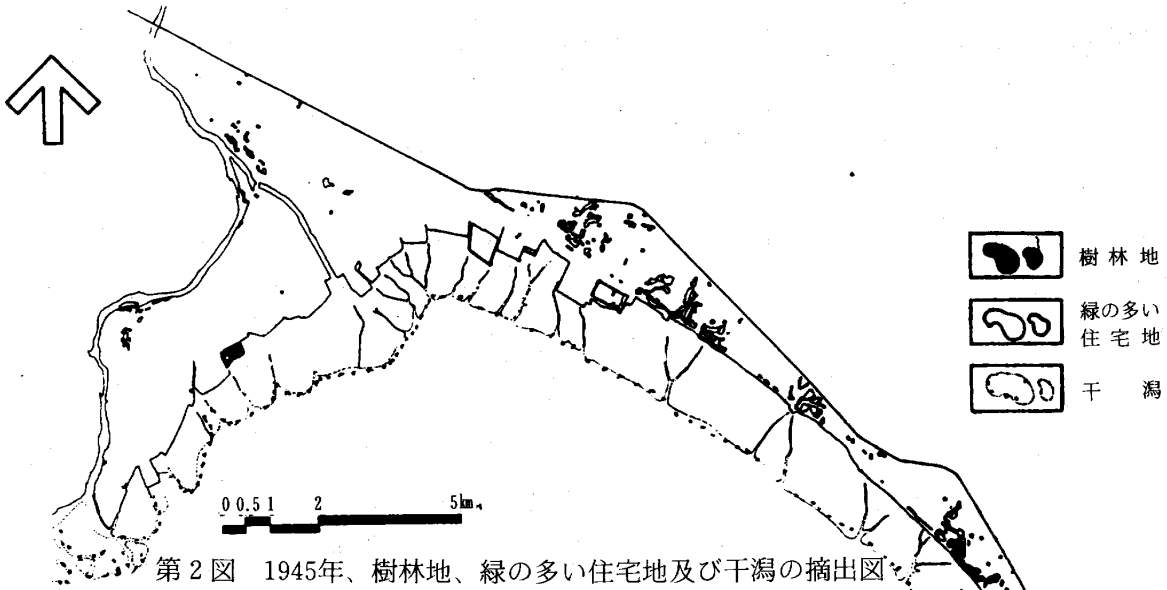 樹林地
緑の多い
住宅地
干潟
0 0.5 1 2 5km
第2図 1945年、樹林地、緑の多い住宅地及び干潟の摘出図